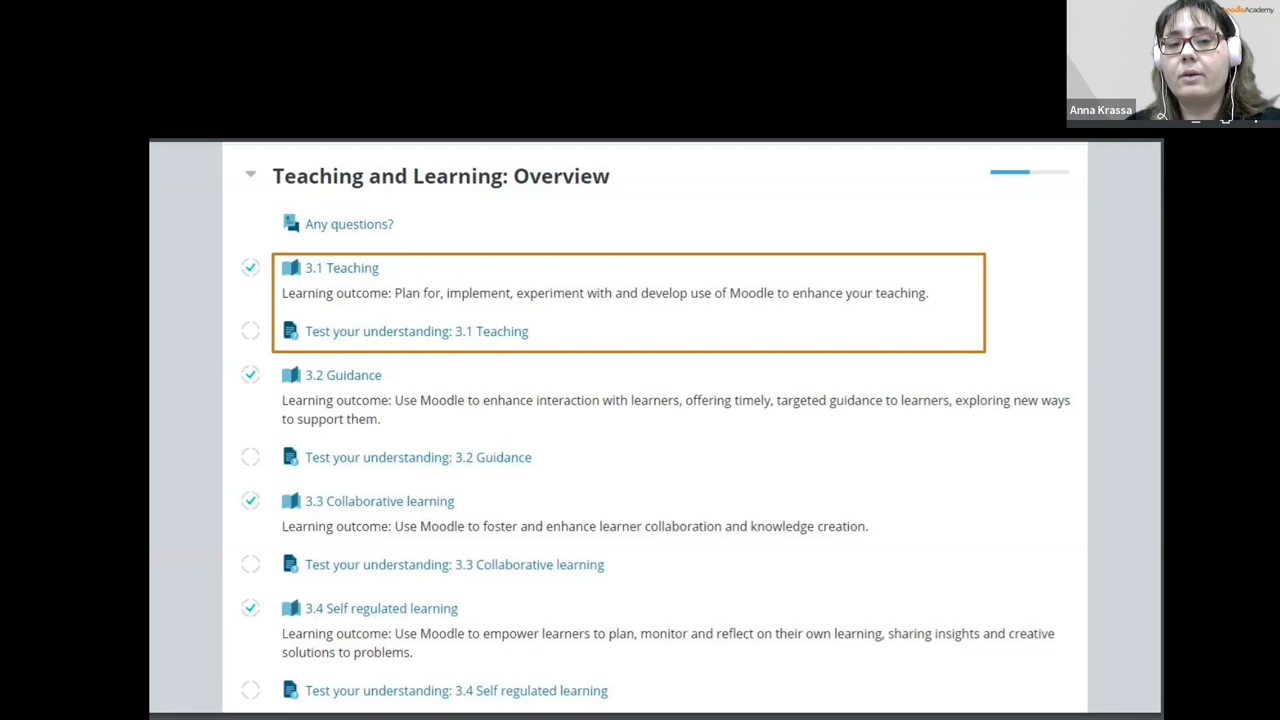 moodleAcademy
Anna Krassa
Teaching and Learning: Overview
Any questions?
3.1 Teaching
Learning outcome: Plan for, implement, experiment with and develop use of Moodle to enhance your teaching.
Test your understanding: 3.1 Teaching
3.2 Guidance
Learning outcome: Use Moodle to enhance interaction with learners, offering timely, targeted guidance to learners, exploring new ways
to support them.
Test your understanding: 3.2 Guidance
3.3 Collaborative learning
Learning outcome: Use Moodle to foster and enhance learner collaboration and knowledge creation.
Test your understanding: 3.3 Collaborative learning
3.4 Self regulated learning
Learning outcome: Use Moodle to empower learners to plan, monitor and reflect on their own learning, sharing insights and creative
solutions to problems.
Test your understanding: 3.4 Self regulated learning